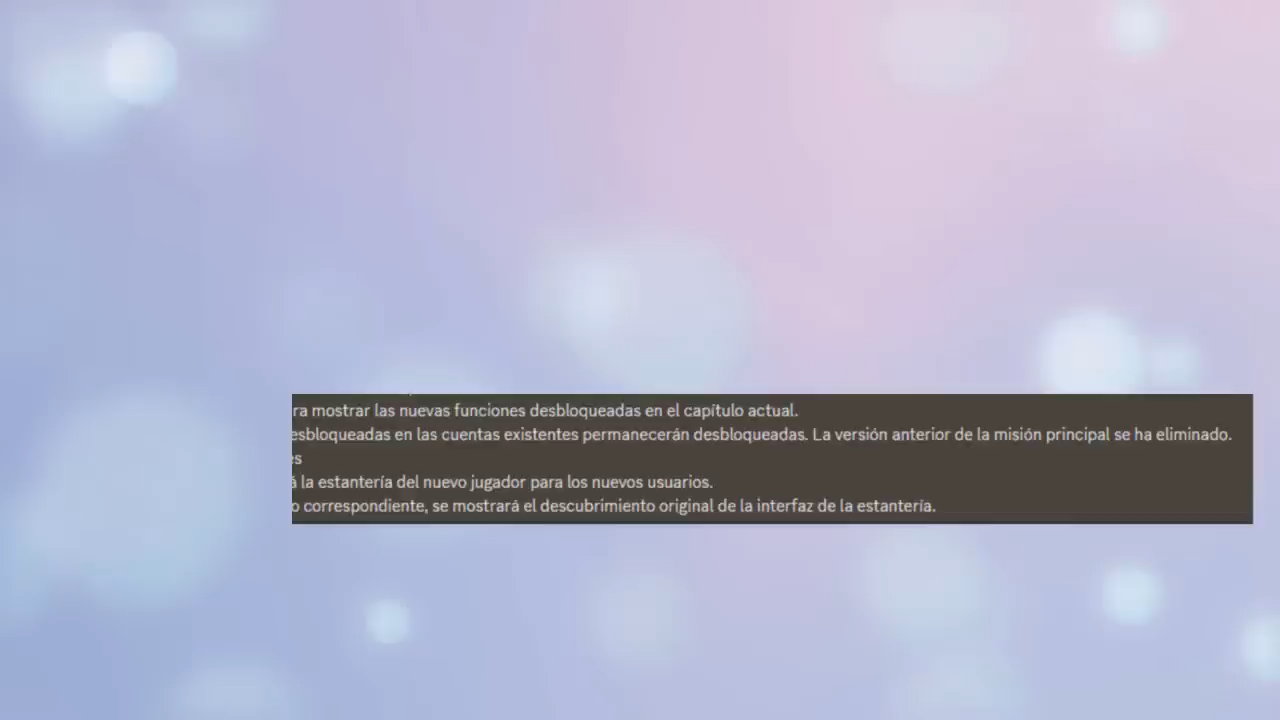 ra mostrar las nuevas funciones desbloqueadas en el capítulo actual.
esbloqueadas en las cuentas existentes permanecerán desbloqueadas. La versión anterior de la misión principal se ha eliminado.
es
á la estantería del nuevo jugador para los nuevos usuarios.
o correspondiente, se mostrará el descubrimiento original de la interfaz de la estantería.